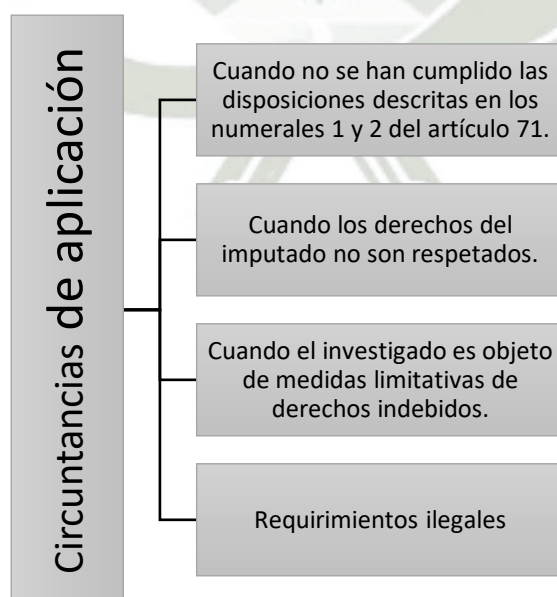 Circuntancias de aplicación
Cuando no se han cumplido las
disposiciones descritas en los
numerales 1 y 2 del artículo 71.
Cuando los derechos del
imputado no son respetados.
Cuando el investigado es objeto
de medidas limitativas de
derechos indebidos.
Requirimientos ilegales